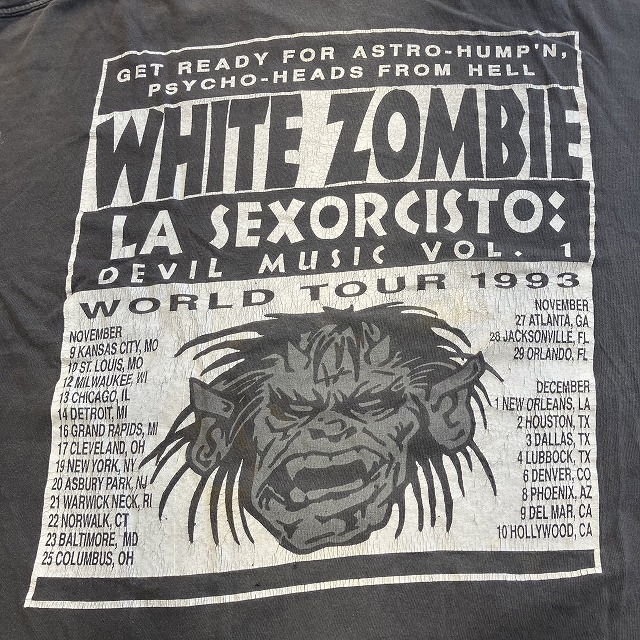 GET READY FOR ASTRO-HUMP'N,
PSYCHO-HEADS FROM HELL
WHITE ZOMBIE
LA SEXORCISTO:
DEVIL MUSIC VOL. 1
WORLD TOUR 1993
NOVEMBER
9 KANSAS CITY, MO
10 ST. LOUIS, MO
12 MILWAUKEE, WI
13 CHICAGO, IL
14 DETROIT, MI
16 GRAND RAPIDS, MI
17 CLEVELAND, OH
19 NEW YORK, NY
20 ASBURY PARK, NJ
21 WARWICK NECK, RI
22 NORWALK, CT
23 BALTIMORE, MD
25 COLUMBUS, OH
NOVEMBER
27 ATLANTA, GA
28 JACKSONVILLE, FL
29 ORLANDO, FL
DECEMBER
1 NEW ORLEANS, LA
2 HOUSTON, TX
3 DALLAS, TX
4 LUBBOCK, TX
6 DENVER, CO
8 PHOENIX, AZ
9 DEL MAR, CA
10 HOLLYWOOD, CA